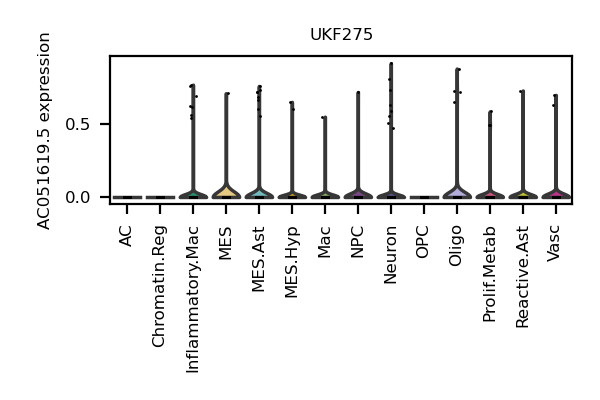 UKF275
AC051619.5 expression
0.5
0.0
AC
Chromatin.Reg
Inflammatory.Mac
MES
MES.Ast
MES.Hyp
Mac
NPC
Neuron
OPC
Oligo
Prolif.Metab
Reactive.Ast
Vasc